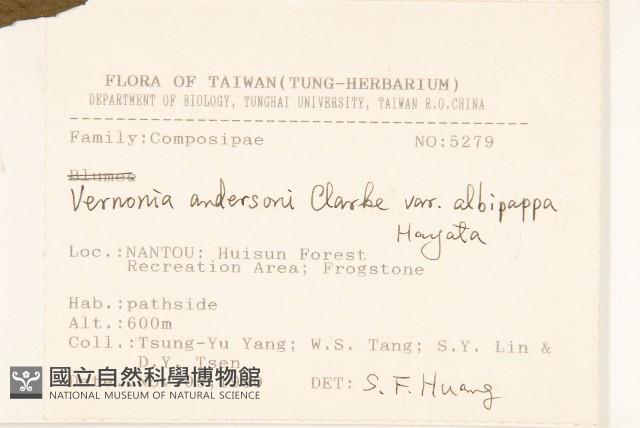 FLORA OF TAIWAN(TUNG-HERBARIUM)
DEPARTMENT OF BIOLOGY, TUNGHAI UNIVERSITY, TAIWAN R.O.CHINA
Family:Composipae NO:5279
Blumea
Vernonia andersoni Clarke var. albipappa
Hayata
Loc.:NANTOU: Huisun Forest
Recreation Area; Frogstone
Hab.:pathside
Alt.:600m
Coll.:Tsung-Yu Yang; W.S. Tang; S.Y. Lin &
D.Y. Tsen
DET: S.F. Huang
國立自然科學博物館
NATIONAL MUSEUM OF NATURAL SCIENCE